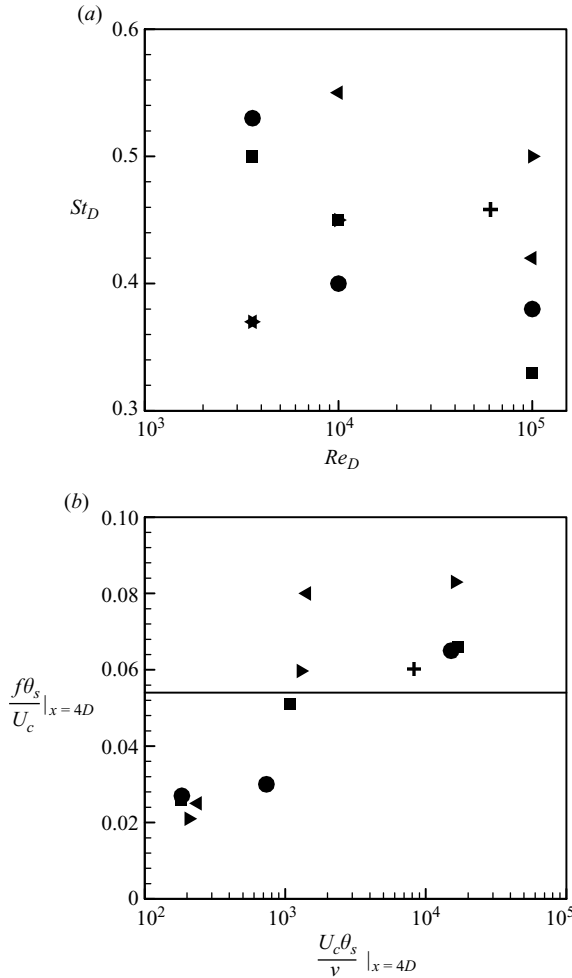 (a)
0.6
0.5
St_D
0.4
0.3
10^3 10^4 10^5
Re_D
(b)
0.10
0.08
0.06
fθ_s/U_c |_{x = 4D}
0.04
0.02
0
10^2 10^3 10^4 10^5
U_cθ_s/ν |_{x = 4D}